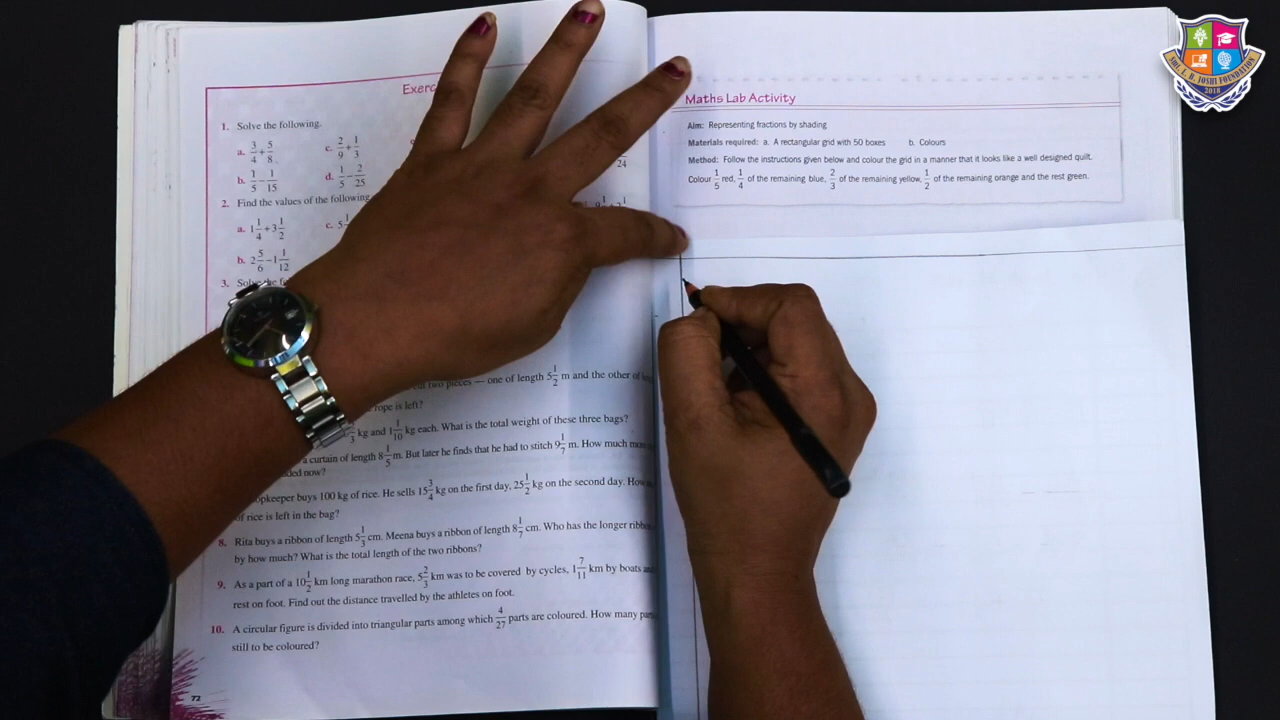 Exerc
1. Solve the following.
a. 3/4 + 5/8
c. 2/9 + 1/3
b. 1/5 − 1/15
d. 1/5 − 2/25
24
2. Find the values of the following
a. 1 1/4 + 3 1/2
c. 5
b. 2 5/6 − 1 1/12
3.
two pieces — one of length 5 1/2 m and the other of
rope is left?
kg and 1 1/10 kg each. What is the total weight of these three bags?
a curtain of length 8 1/5 m. But later he finds that he had to stitch 9 1/7 m. How much
now?
buys 100 kg of rice. He sells 15 3/4 kg on the first day, 25 1/2 kg on the second day.
of rice is left in the bag?
8. Rita buys a ribbon of length 5 1/3 cm. Meena buys a ribbon of length 8 1/7 cm. Who has the longer
by how much? What is the total length of the two ribbons?
9. As a part of a 10 1/2 km long marathon race, 5 2/3 km was to be covered by cycles, 1 7/11 km by boats
rest on foot. Find out the distance travelled by the athletes on foot.
10. A circular figure is divided into triangular parts among which 4/27 parts are coloured. How many
still to be coloured?
72
Maths Lab Activity
Aim: Representing fractions by shading
Materials required: a. A rectangular grid with 50 boxes b. Colours
Method: Follow the instructions given below and colour the grid in a manner that it looks like a well designed quilt.
Colour 1/5 red, 1/4 of the remaining blue, 2/3 of the remaining yellow, 1/2 of the remaining orange and the rest green.
SHL. L. H. JOSHI FOUNDATION
2018